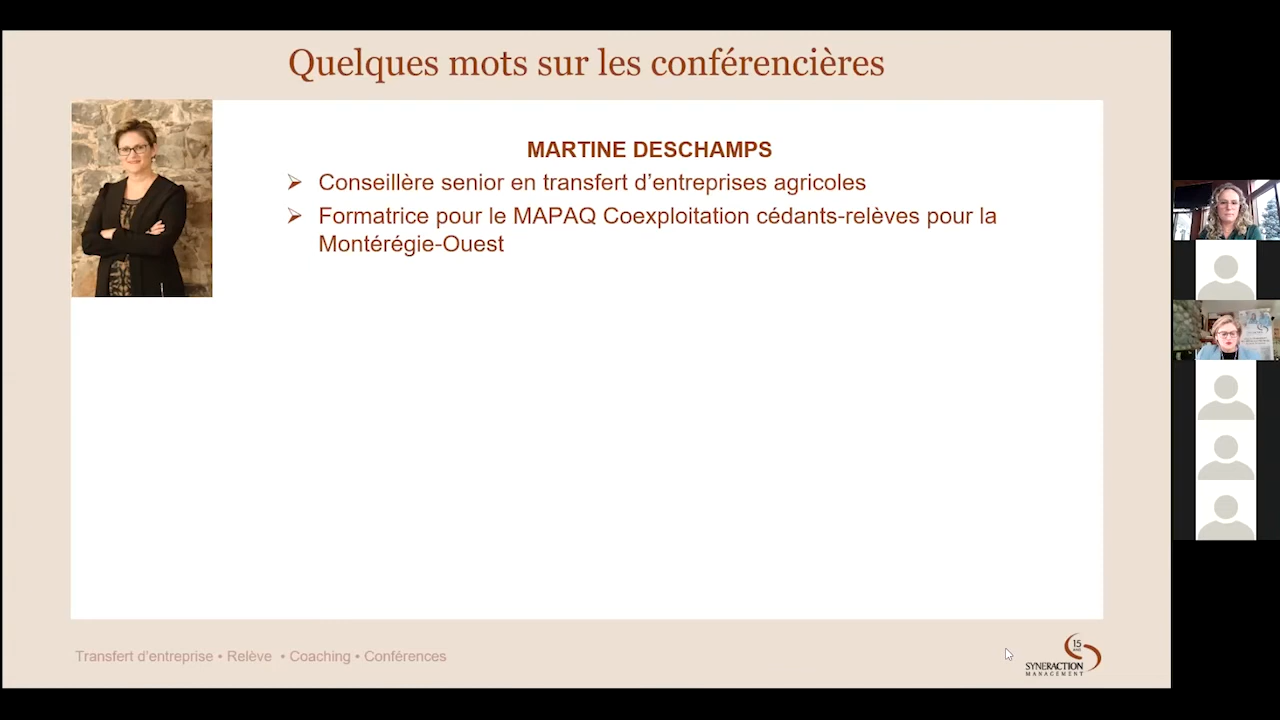 Quelques mots sur les conférencières
MARTINE DESCHAMPS
Conseillère senior en transfert d’entreprises agricoles
Formatrice pour le MAPAQ Coexploitation cédants-relèves pour la
Montérégie-Ouest
Transfert d’entreprise • Relève • Coaching • Conférences
15
ANS
SYNERACTION
MANAGEMENT